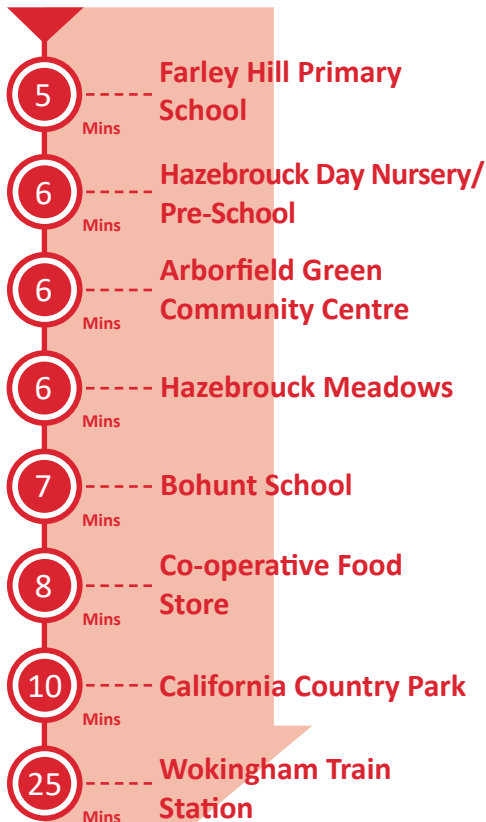 5 Mins Farley Hill Primary
School
6 Mins Hazebrouck Day Nursery/
Pre-School
6 Mins Arborfield Green
Community Centre
6 Mins Hazebrouck Meadows
7 Mins Bohunt School
8 Mins Co-operative Food
Store
10 Mins California Country Park
25 Mins Wokingham Train
Station